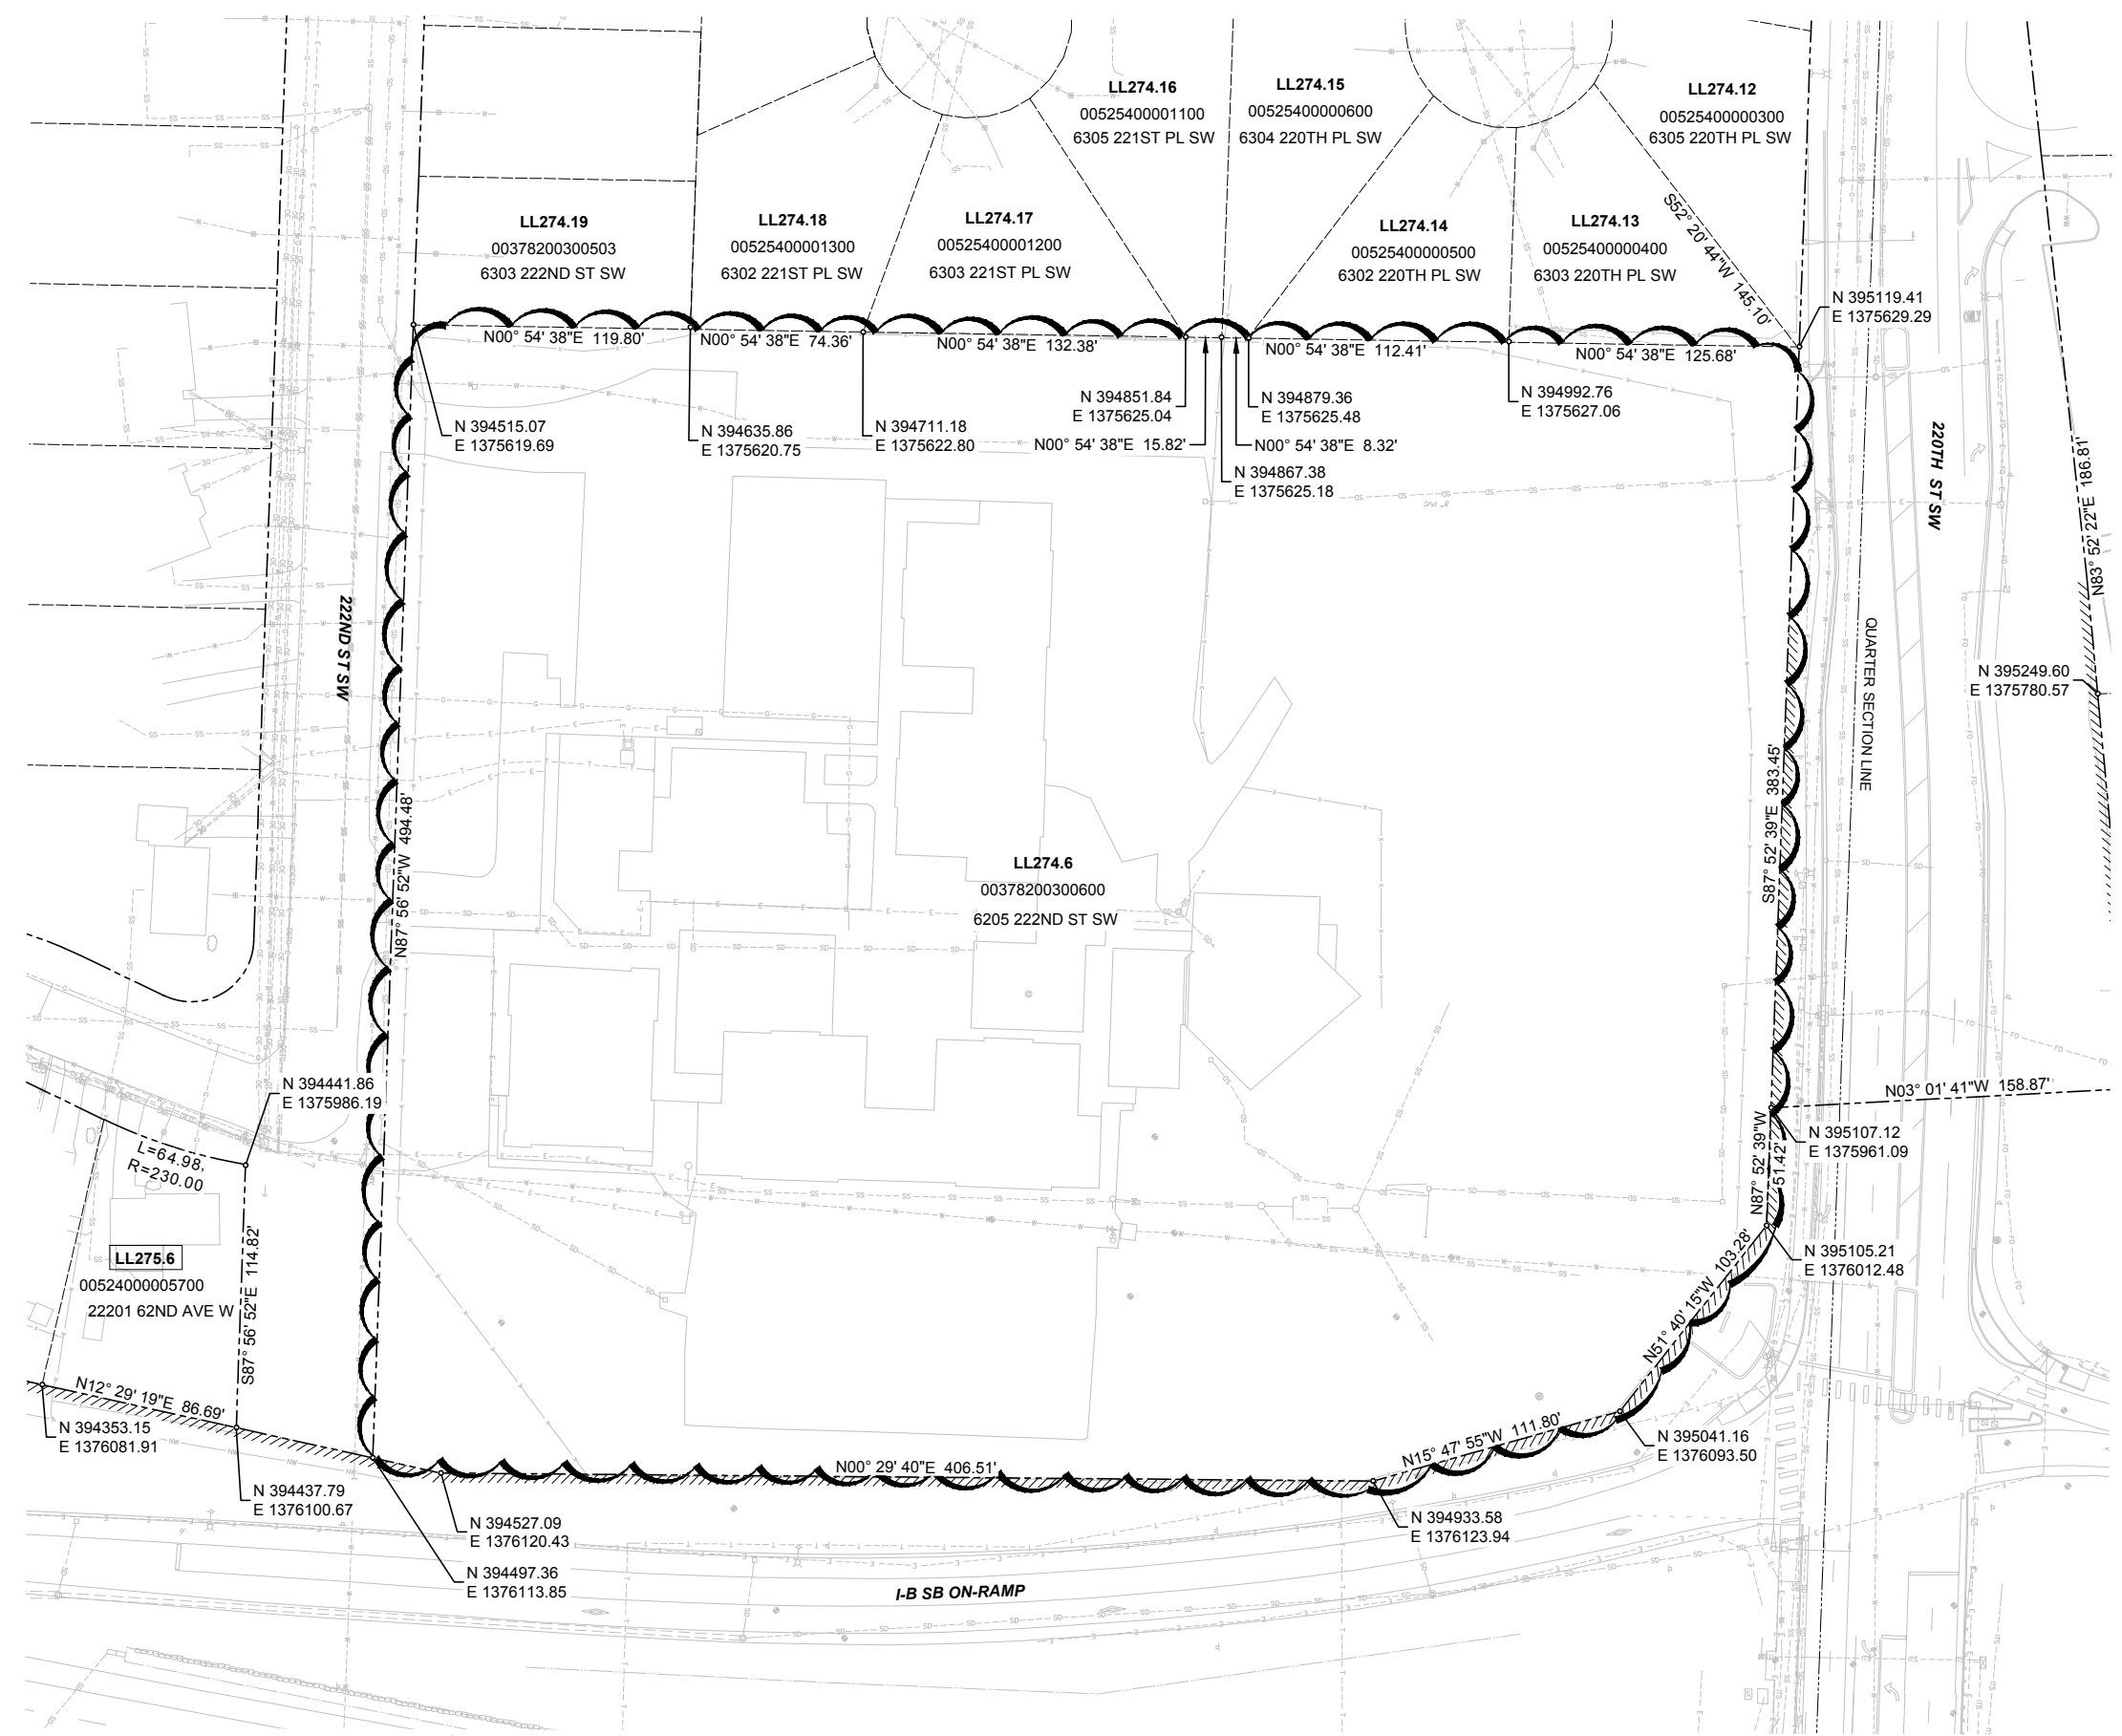 LL274.16
00525400001100
6305 221ST PL SW
LL274.15
00525400000600
6304 220TH PL SW
LL274.12
00525400000300
6305 220TH PL SW
LL274.19
00378200300503
6303 222ND ST SW
LL274.18
00525400001300
6302 221ST PL SW
LL274.17
00525400001200
6303 221ST PL SW
LL274.14
00525400000500
6302 220TH PL SW
LL274.13
00525400000400
6303 220TH PL SW
S52° 20' 44"W 145.10'
N 395119.41
E 1375629.29
N00° 54' 38"E 119.80'
N00° 54' 38"E 74.36'
N00° 54' 38"E 132.38'
N00° 54' 38"E 112.41'
N00° 54' 38"E 125.68'
N 394515.07
E 1375619.69
N 394635.86
E 1375620.75
N 394711.18
E 1375622.80
N 394851.84
E 1375625.04
N00° 54' 38"E 15.82'
N 394879.36
E 1375625.48
N00° 54' 38"E 8.32'
N 394867.38
E 1375625.18
N 394992.76
E 1375627.06
ONLY
8" PVC
220TH ST SW
N83° 52' 22"E 186.81'
222ND ST SW
QUARTER SECTION LINE
N 395249.60
E 1375780.57
N87° 56' 52"W 494.48'
S87° 52' 39"E 383.45'
LL274.6
00378200300600
6205 222ND ST SW
N 394441.86
E 1375986.19
L=64.98,
R=230.00
N03° 01' 41"W 158.87'
N 395107.12
E 1375961.09
N87° 52' 39"W
51.42'
N 395105.21
E 1376012.48
LL275.6
00524000005700
22201 62ND AVE W
S87° 56' 52"E 114.82'
N51° 40' 15"W 103.28'
N12° 29' 19"E 86.69'
N 394353.15
E 1376081.91
N 394437.79
E 1376100.67
N00° 29' 40"E 406.51'
N15° 47' 55"W 111.80'
N 395041.16
E 1376093.50
N 394527.09
E 1376120.43
N 394497.36
E 1376113.85
N 394933.58
E 1376123.94
I-B SB ON-RAMP